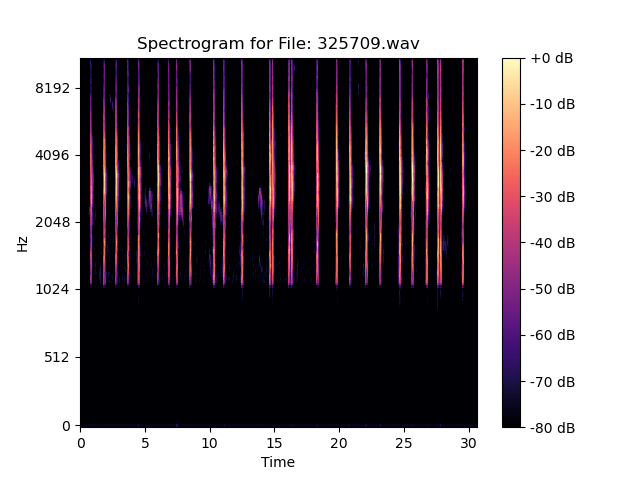 Spectrogram for File: 325709.wav
Hz
8192
4096
2048
1024
512
0
0 5 10 15 20 25 30
Time
+0 dB
-10 dB
-20 dB
-30 dB
-40 dB
-50 dB
-60 dB
-70 dB
-80 dB